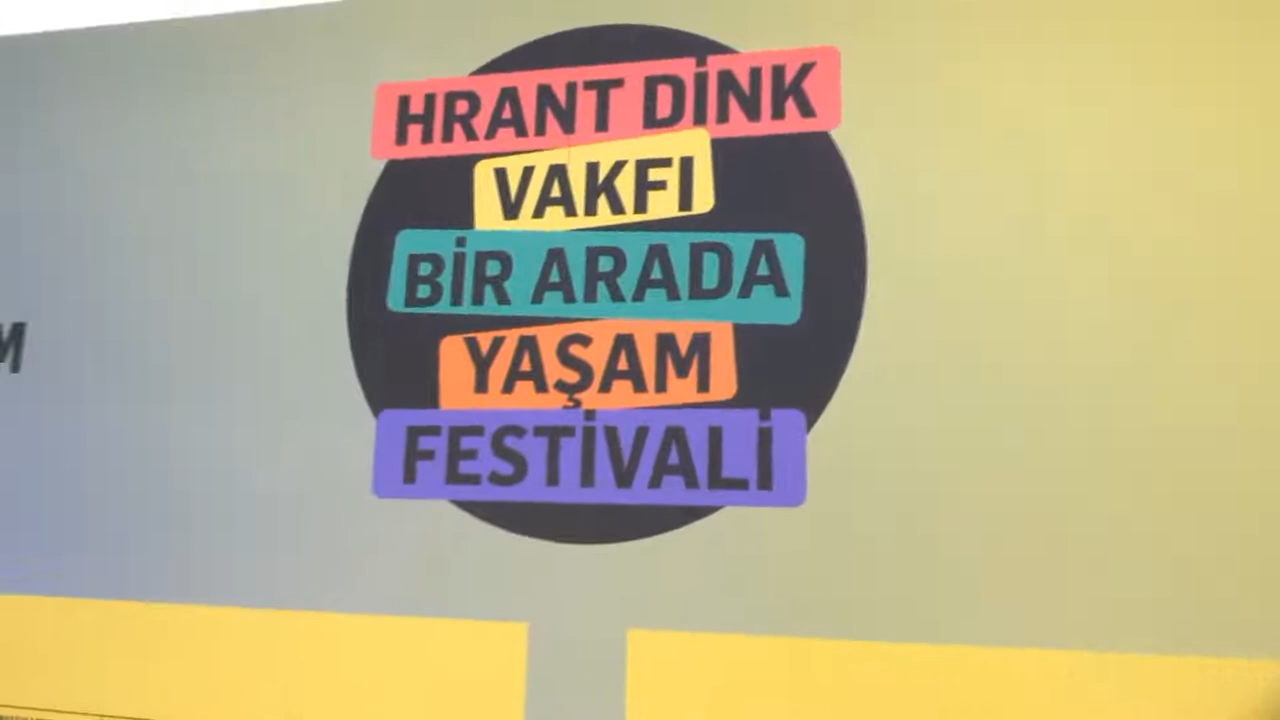 HRANT DİNK
VAKFI
BİR ARADA
YAŞAM
FESTİVALİ
M